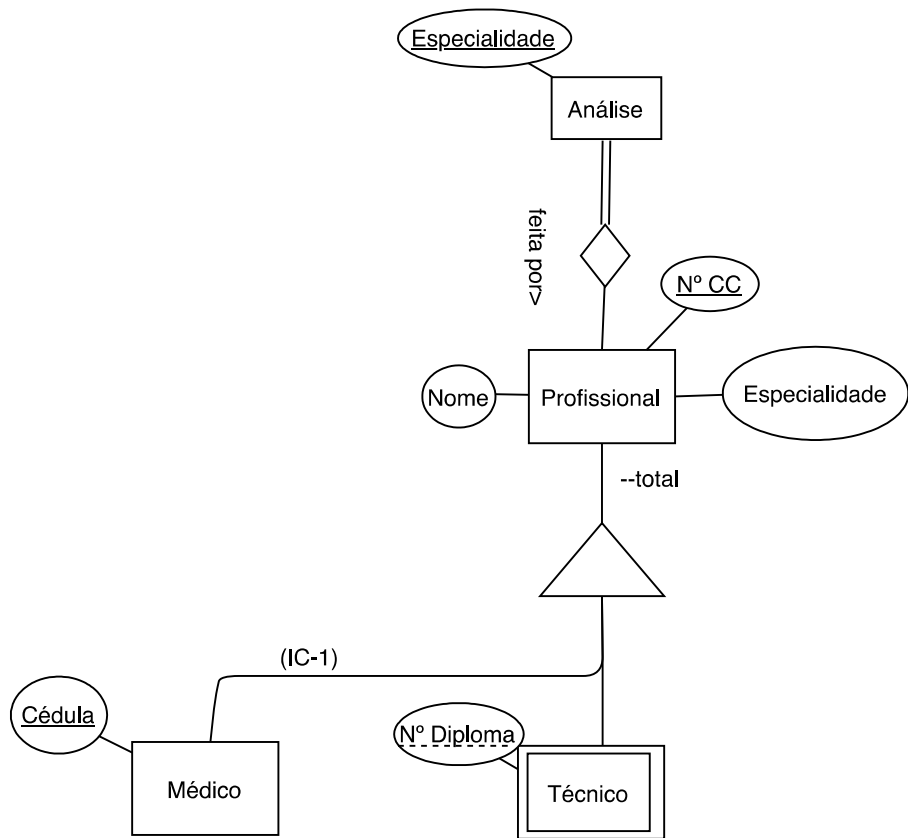 Especialidade
Análise
feita por>
Nº CC
Nome
Profissional
Especialidade
--total
(IC-1)
Cédula
Nº Diploma
Médico
Técnico